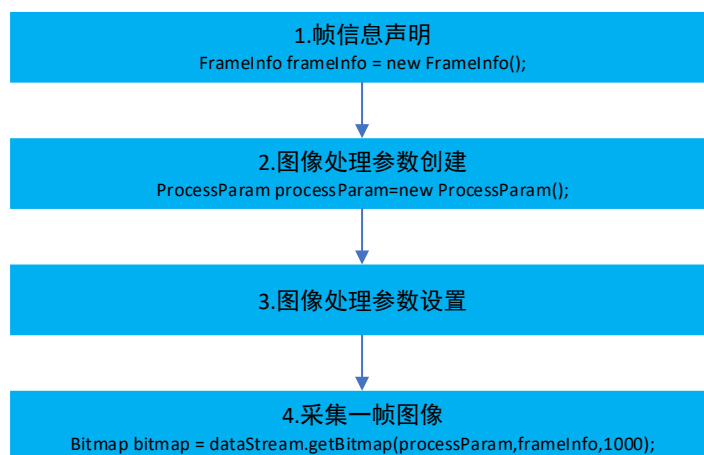 1.帧信息声明
FrameInfo frameInfo = new FrameInfo();
2.图像处理参数创建
ProcessParam processParam=new ProcessParam();
3.图像处理参数设置
4.采集一帧图像
Bitmap bitmap = dataStream.getBitmap(processParam,frameInfo,1000);